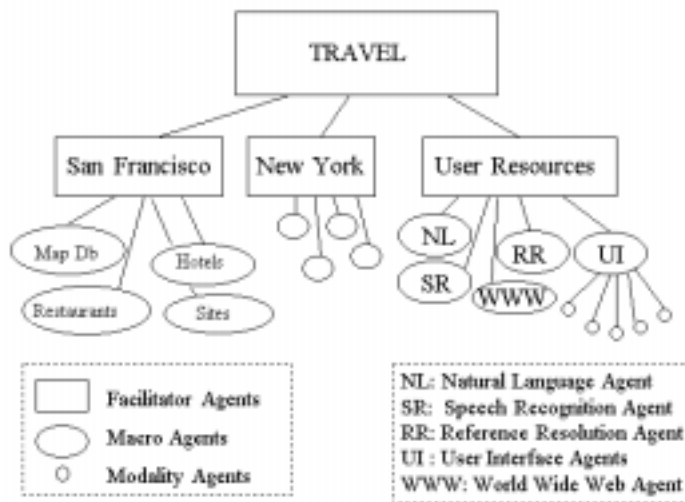 TRAVEL
San Francisco
New York
User Resources
Map Db
Hotels
Restaurants
Sites
NL
RR
UI
SR
WWW
Facilitator Agents
Macro Agents
Modality Agents
NL: Natural Language Agent
SR: Speech Recognition Agent
RR: Reference Resolution Agent
UI : User Interface Agents
WWW: World Wide Web Agent